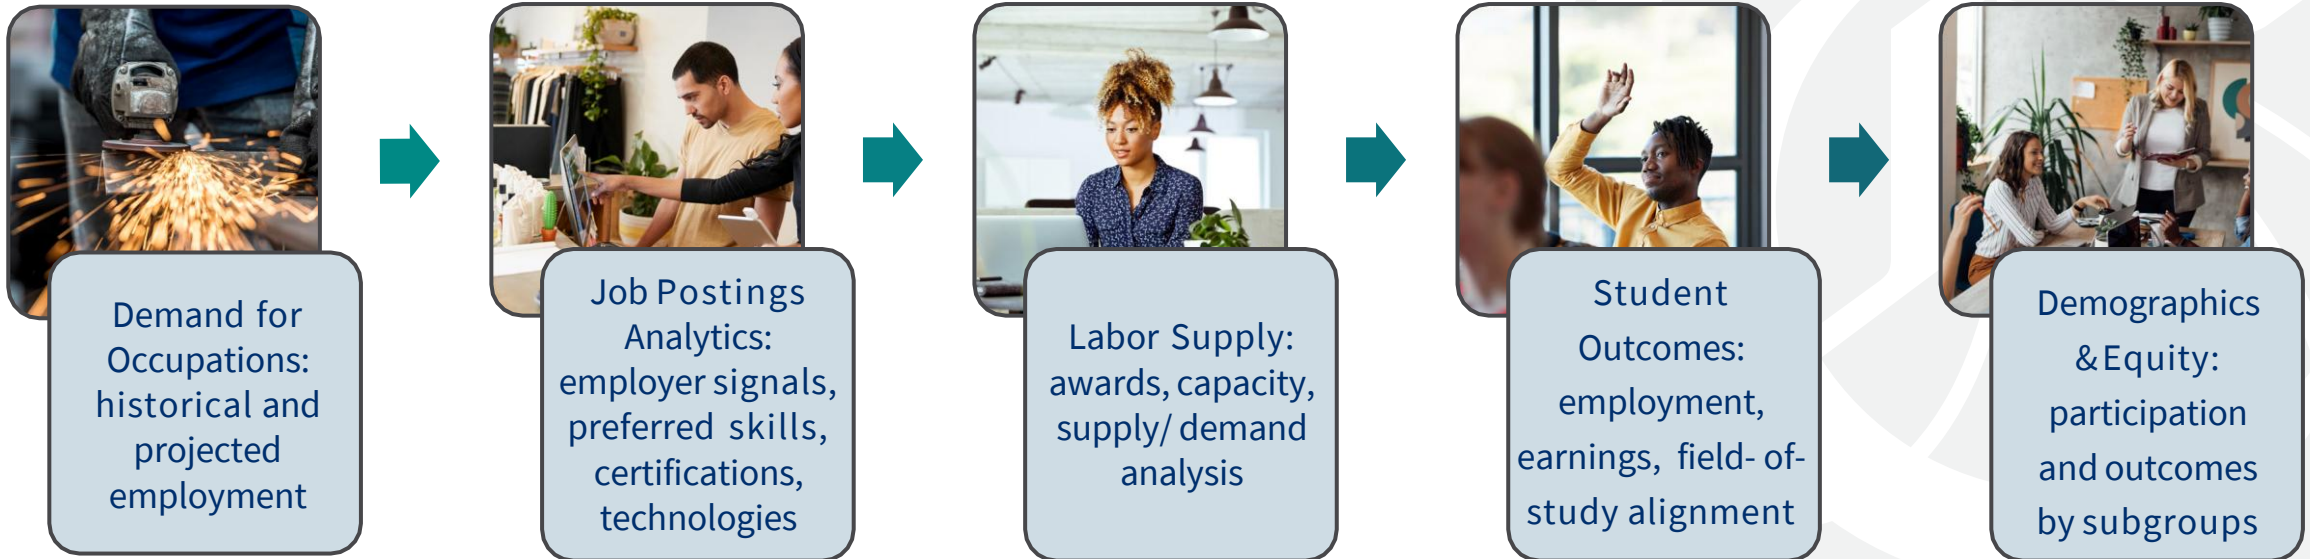 Demand for
Occupations:
historical and
projected
employment
Job Postings
Analytics:
employer signals,
preferred skills,
certifications,
technologies
Labor Supply:
awards, capacity,
supply/ demand
analysis
Student
Outcomes:
employment,
earnings, field- of-
study alignment
Demographics
&Equity:
participation
and outcomes
by subgroups